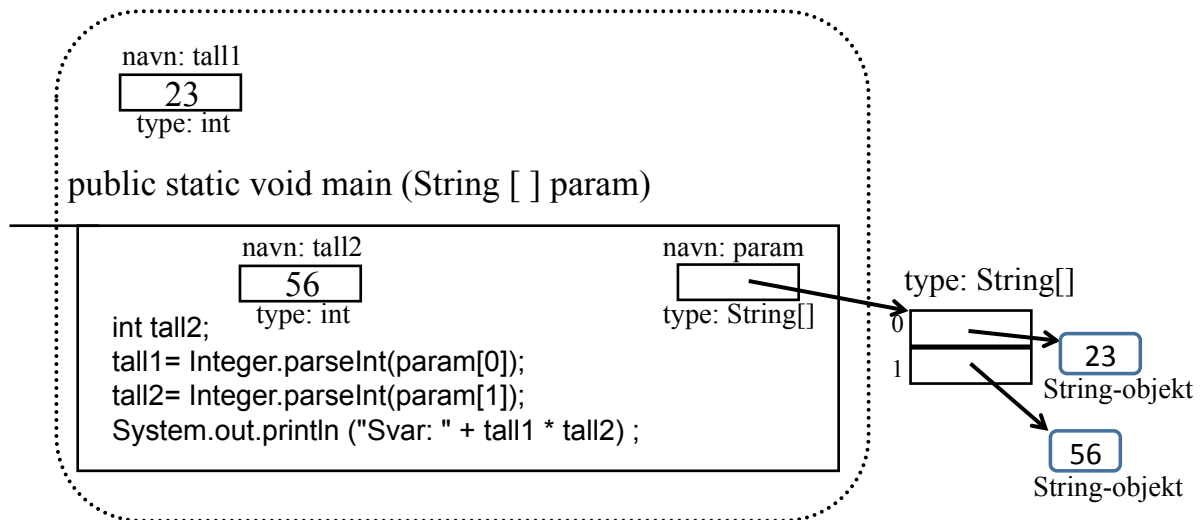 navn: tall1
23
type: int
public static void main (String [ ] param)
navn: tall2
56
type: int
navn: param
type: String[]
int tall2;
tall1= Integer.parseInt(param[0]);
tall2= Integer.parseInt(param[1]);
System.out.println ("Svar: " + tall1 * tall2) ;
type: String[]
0
1
23
String-objekt
56
String-objekt